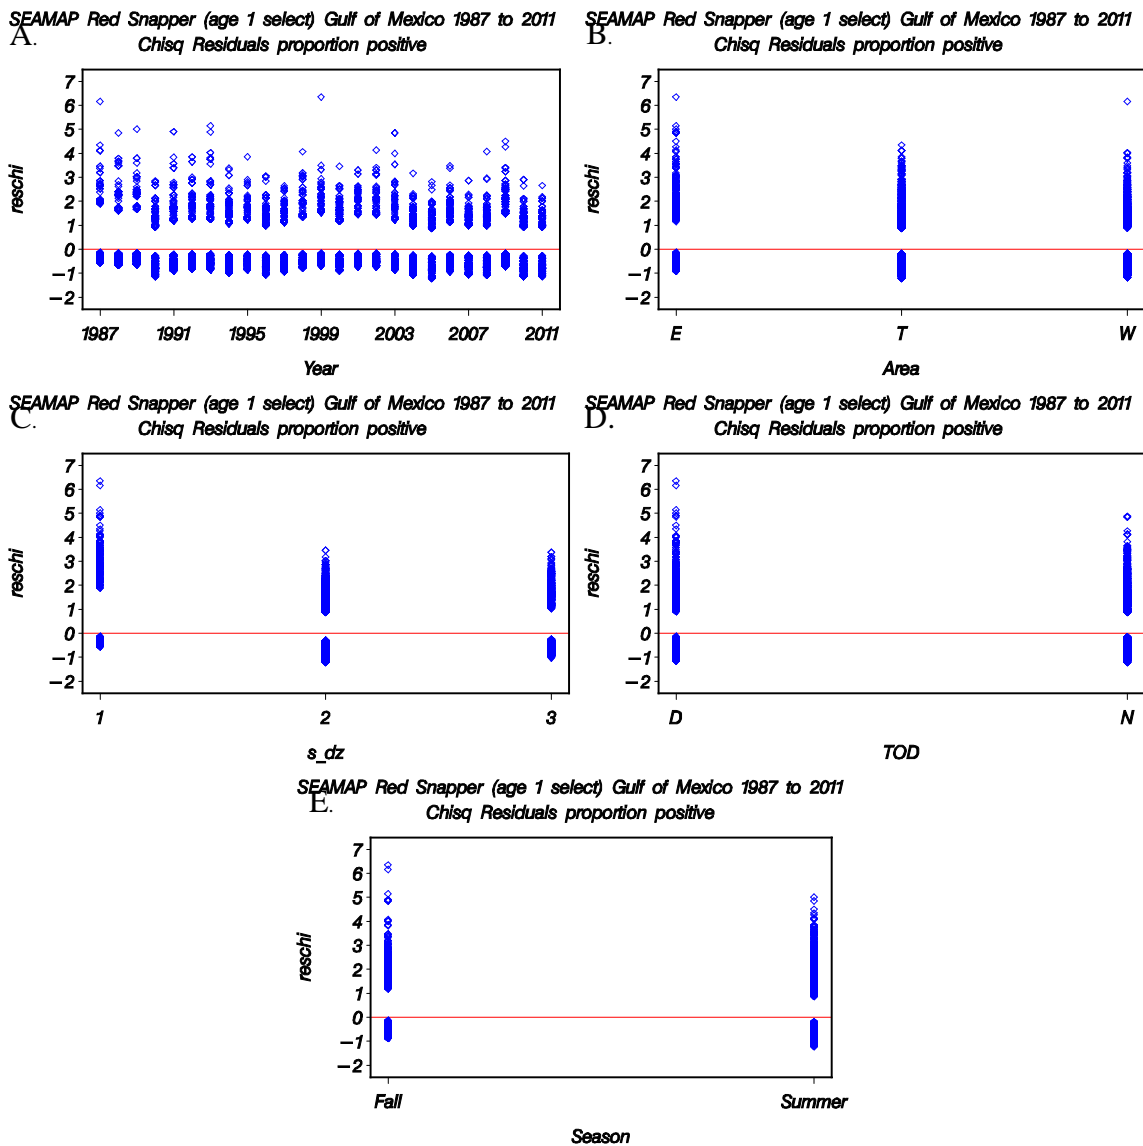 SEAMAP Red Snapper (age 1 select) Gulf of Mexico 1987 to 2011
A.
Chisq Residuals proportion positive
7
6
5
4
3
2
1
0
−1
−2
reschi
1987 1991 1995 1999 2003 2007 2011
Year
SEAMAP Red Snapper (age 1 select) Gulf of Mexico 1987 to 2011
B.
Chisq Residuals proportion positive
7
6
5
4
3
2
1
0
−1
−2
reschi
E T W
Area
SEAMAP Red Snapper (age 1 select) Gulf of Mexico 1987 to 2011
C.
Chisq Residuals proportion positive
7
6
5
4
3
2
1
0
−1
−2
reschi
1 2 3
s_dz
SEAMAP Red Snapper (age 1 select) Gulf of Mexico 1987 to 2011
D.
Chisq Residuals proportion positive
7
6
5
4
3
2
1
0
−1
−2
reschi
D N
TOD
SEAMAP Red Snapper (age 1 select) Gulf of Mexico 1987 to 2011
E.
Chisq Residuals proportion positive
7
6
5
4
3
2
1
0
−1
−2
reschi
Fall Summer
Season